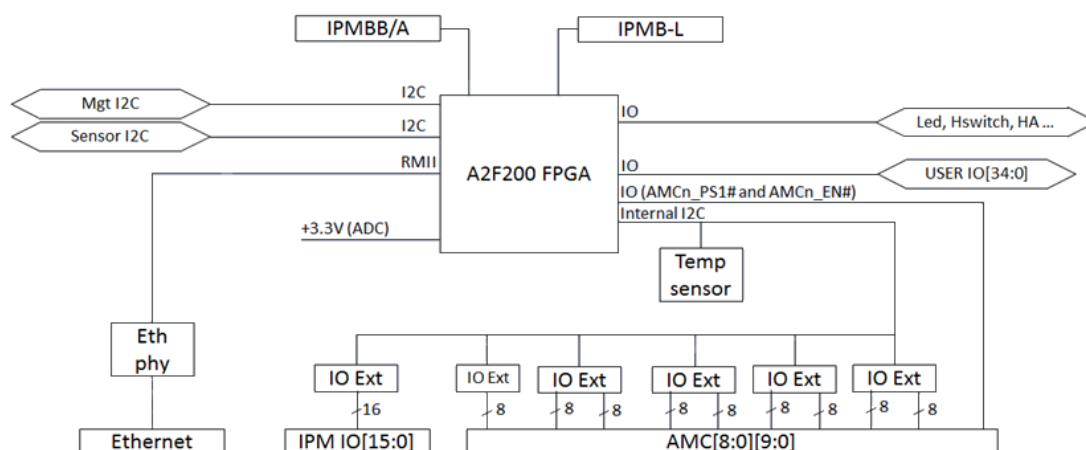 IPMBB/A
IPMB-L
Mgt I2C
I2C
IO
Led, Hswitch, HA ...
Sensor I2C
I2C
RMII
A2F200 FPGA
IO
USER IO[34:0]
IO (AMCn_PS1# and AMCn_EN#)
Internal I2C
+3.3V (ADC)
Temp
sensor
Eth
phy
IO Ext
IO Ext
IO Ext
IO Ext
IO Ext
IO Ext
16
8
8
8
8
8
8
8
8
8
Ethernet
IPM IO[15:0]
AMC[8:0][9:0]